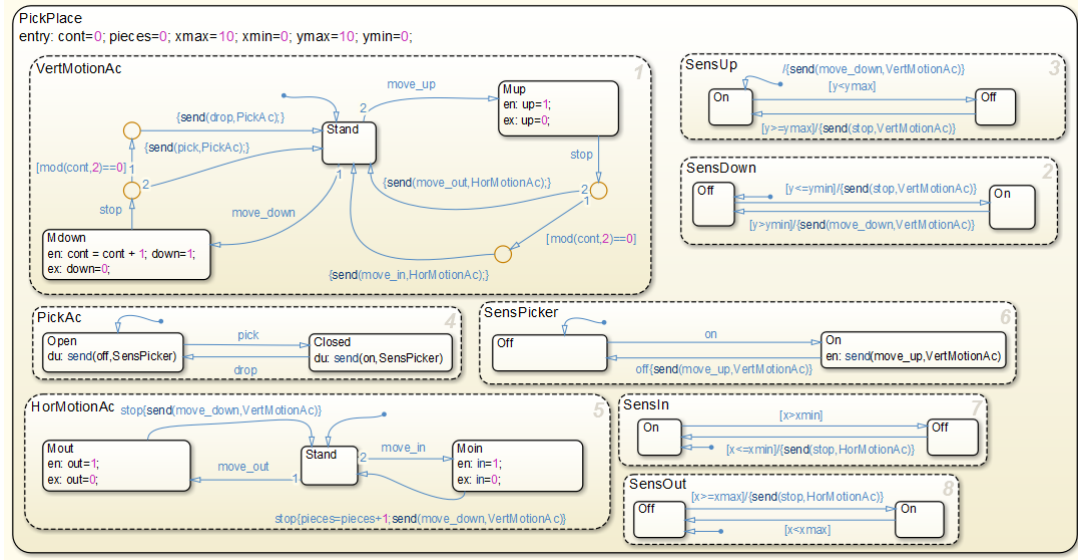 PickPlace
entry: cont=0; pieces=0; xmax=10; xmin=0; ymax=10; ymin=0;
VertMotionAc
1
move_up
2
Mup
en: up=1;
ex: up=0;
{send(drop,PickAc);}
Stand
{send(pick,PickAc);}
[mod(cont,2)==0]
1
2
stop
1
move_down
stop
{send(move_out,HorMotionAc);}
2
1
[mod(cont,2)==0]
Mdown
en: cont = cont + 1; down=1;
ex: down=0;
{send(move_in,HorMotionAc);}
SensUp
3
/{send(move_down,VertMotionAc)}
[y<ymax]
On
Off
[y>=ymax]/{send(stop,VertMotionAc)}
SensDown
2
Off
[y<=ymin]/{send(stop,VertMotionAc)}
On
[y>ymin]/{send(move_down,VertMotionAc)}
PickAc
4
Open
du: send(off,SensPicker)
pick
Closed
du: send(on,SensPicker)
drop
SensPicker
6
Off
on
On
en: send(move_up,VertMotionAc)
off{send(move_up,VertMotionAc)}
HorMotionAc
5
stop{send(move_down,VertMotionAc)}
Mout
en: out=1;
ex: out=0;
move_out
1
Stand
2
move_in
Moin
en: in=1;
ex: in=0;
stop{pieces=pieces+1;send(move_down,VertMotionAc)}
SensIn
7
On
[x>xmin]
Off
[x<=xmin]/{send(stop,HorMotionAc)}
SensOut
8
[x>=xmax]/{send(stop,HorMotionAc)}
Off
On
[x<xmax]